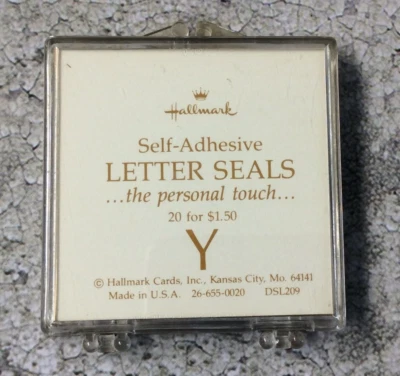 Hallmark
Self-Adhesive
LETTER SEALS
...the personal touch...
20 for $1.50
Y
© Hallmark Cards, Inc., Kansas City, Mo. 64141
Made in U.S.A. 26-655-0020 DSL209